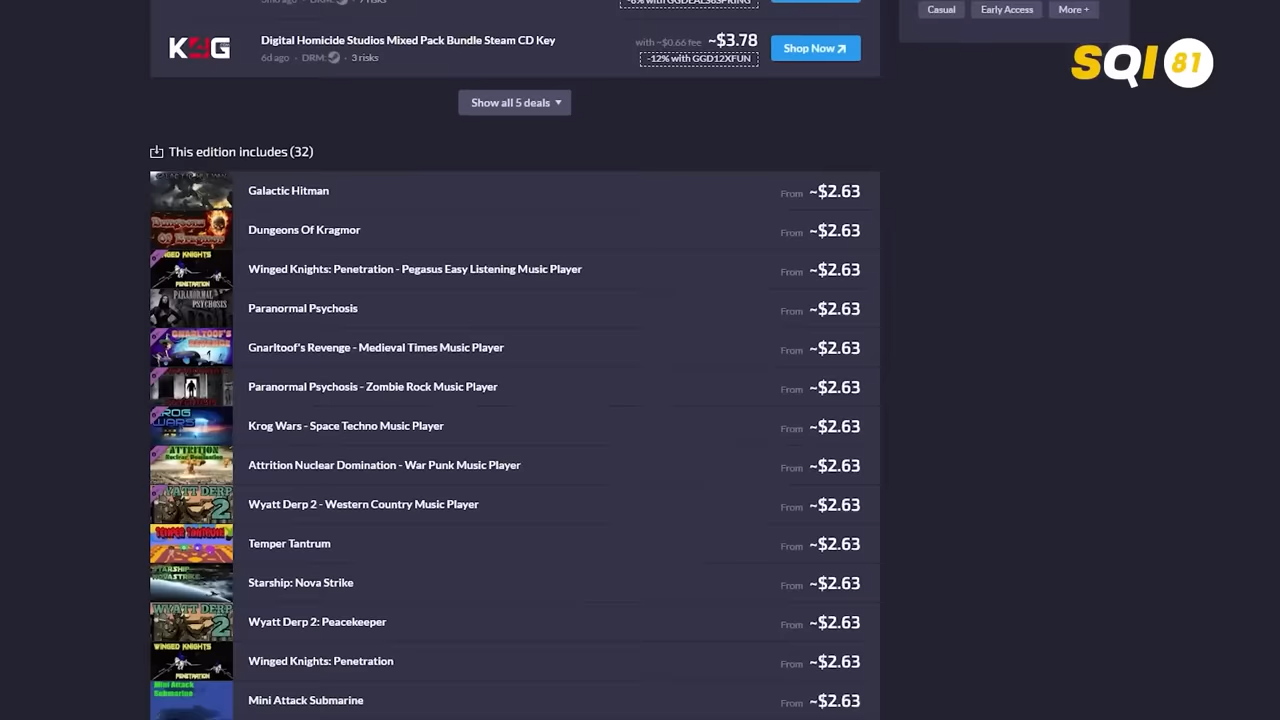 Casual Early Access More +
-6% with GGDEALS6SPRING
K4G Digital Homicide Studios Mixed Pack Bundle Steam CD Key with ~$0.66 fee ~$3.78 Shop Now
6d ago · DRM: · 3 risks -12% with GGD12XFUN
SQI 81
Show all 5 deals
This edition includes (32)
Galactic Hitman From ~$2.63
Dungeons Of Kragmor From ~$2.63
Winged Knights: Penetration - Pegasus Easy Listening Music Player From ~$2.63
Paranormal Psychosis From ~$2.63
Gnarltoof's Revenge - Medieval Times Music Player From ~$2.63
Paranormal Psychosis - Zombie Rock Music Player From ~$2.63
Krog Wars - Space Techno Music Player From ~$2.63
Attrition Nuclear Domination - War Punk Music Player From ~$2.63
Wyatt Derp 2 - Western Country Music Player From ~$2.63
Temper Tantrum From ~$2.63
Starship: Nova Strike From ~$2.63
Wyatt Derp 2: Peacekeeper From ~$2.63
Winged Knights: Penetration From ~$2.63
Mini Attack Submarine From ~$2.63